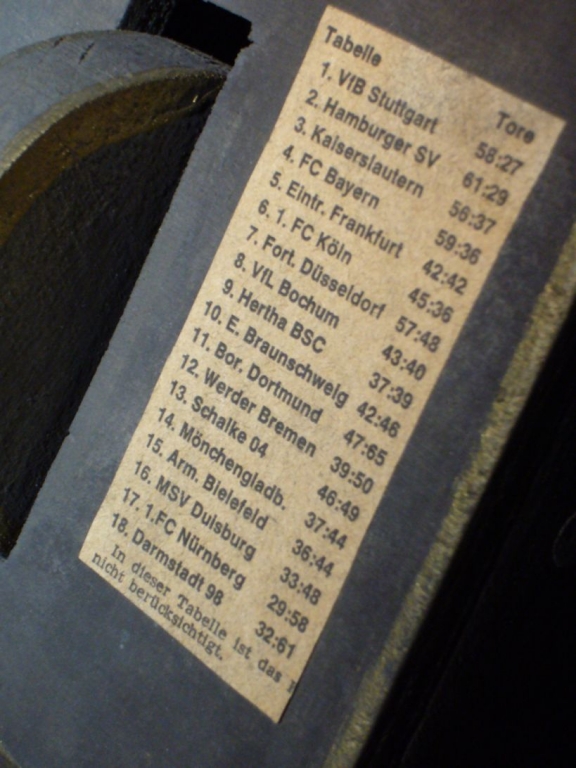 Tabelle Tore
1. VfB Stuttgart 58:27
2. Hamburger SV 61:29
3. Kaiserslautern 56:37
4. FC Bayern 59:36
5. Eintr. Frankfurt 42:42
6. 1. FC Köln 45:36
7. Fort. Düsseldorf 57:48
8. VfL Bochum 43:40
9. Hertha BSC 37:39
10. E. Braunschweig 42:46
11. Bor. Dortmund 47:65
12. Werder Bremen 39:50
13. Schalke 04 46:49
14. Mönchengladb. 37:44
15. Arm. Bielefeld 36:44
16. MSV Duisburg 33:48
17. 1.FC Nürnberg 29:58
18. Darmstadt 98 32:61
In dieser Tabelle ist das
nicht berücksichtigt.